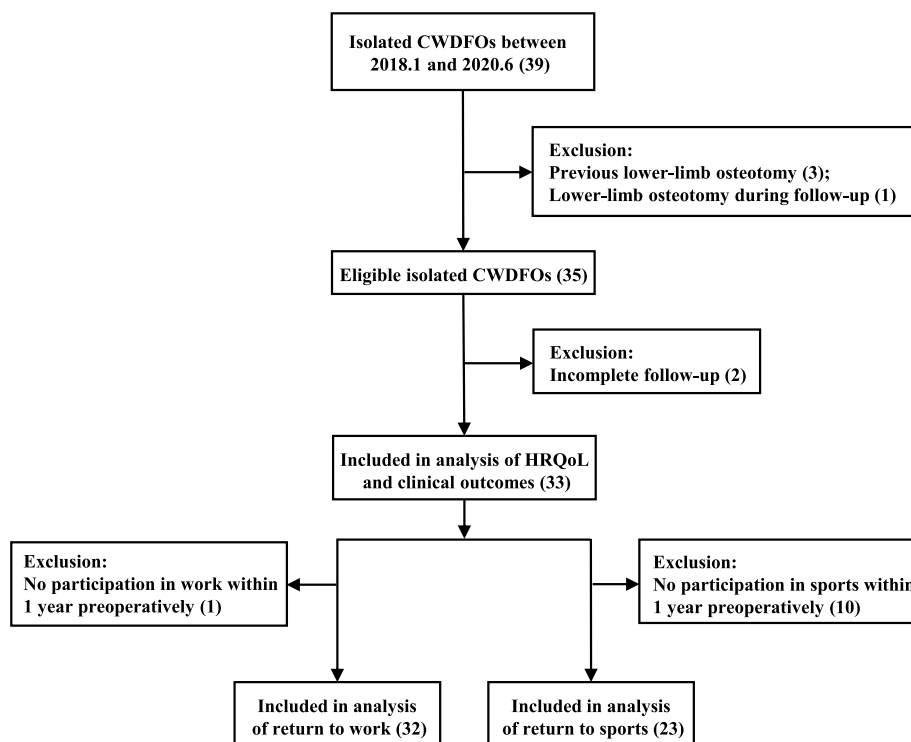 Isolated CWDFOs between
2018.1 and 2020.6 (39)
Exclusion:
Previous lower-limb osteotomy (3);
Lower-limb osteotomy during follow-up (1)
Eligible isolated CWDFOs (35)
Exclusion:
Incomplete follow-up (2)
Included in analysis of HRQoL
and clinical outcomes (33)
Exclusion:
No participation in work within
1 year preoperatively (1)
Exclusion:
No participation in sports within
1 year preoperatively (10)
Included in analysis
of return to work (32)
Included in analysis
of return to sports (23)